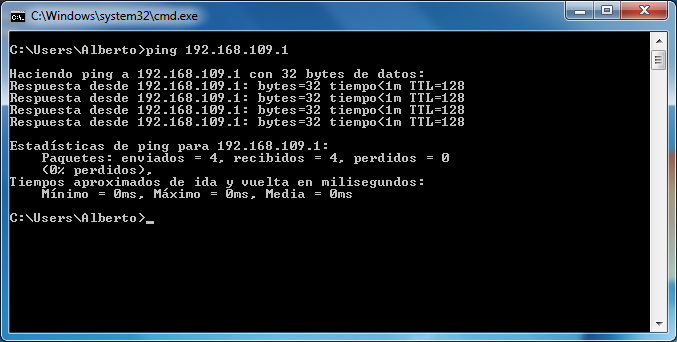 C:\Windows\system32\cmd.exe
C:\Users\Alberto>ping 192.168.109.1
Haciendo ping a 192.168.109.1 con 32 bytes de datos:
Respuesta desde 192.168.109.1: bytes=32 tiempo<1m TTL=128
Respuesta desde 192.168.109.1: bytes=32 tiempo<1m TTL=128
Respuesta desde 192.168.109.1: bytes=32 tiempo<1m TTL=128
Respuesta desde 192.168.109.1: bytes=32 tiempo<1m TTL=128
Estadísticas de ping para 192.168.109.1:
    Paquetes: enviados = 4, recibidos = 4, perdidos = 0
    (0% perdidos),
Tiempos aproximados de ida y vuelta en milisegundos:
    Mínimo = 0ms, Máximo = 0ms, Media = 0ms
C:\Users\Alberto>_